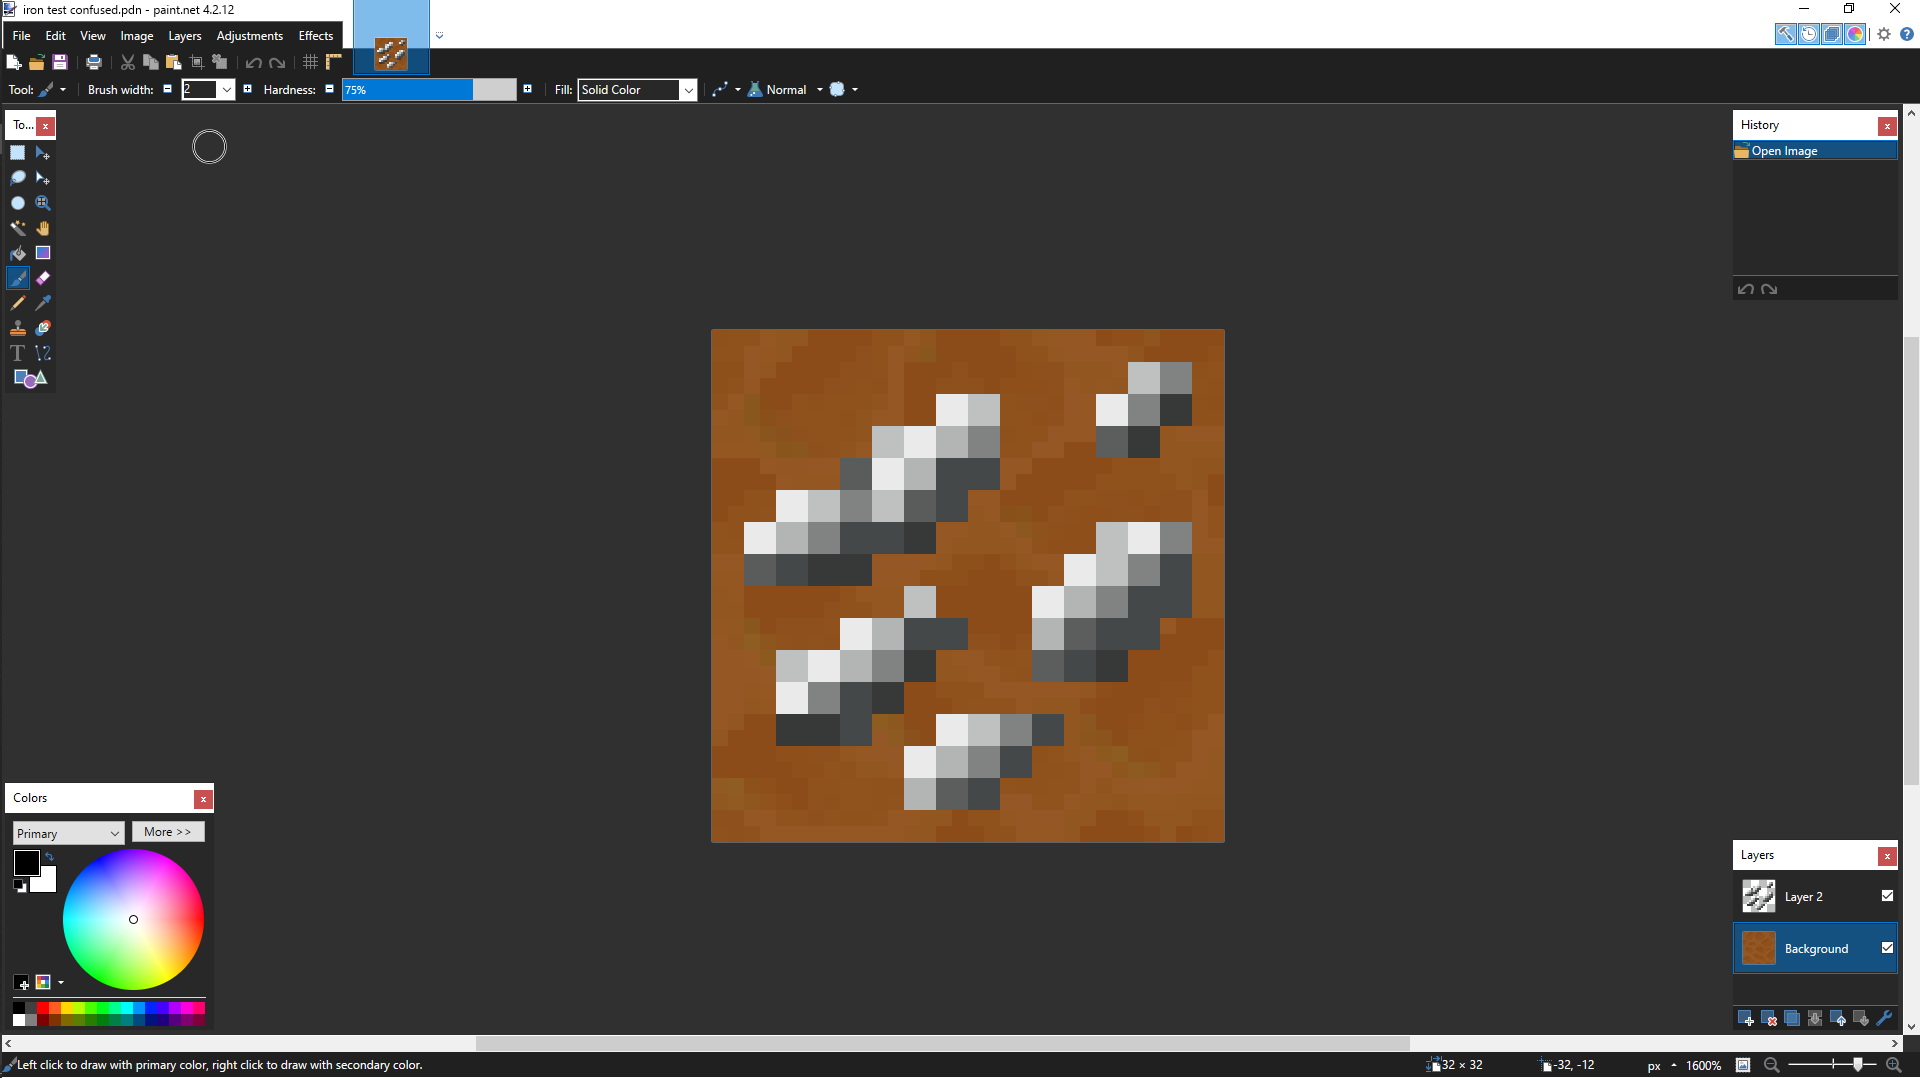 iron test confused.pdn - paint.net 4.2.12
File Edit View Image Layers Adjustments Effects
Tool: Brush width: 2 Hardness: 75% Fill: Solid Color Normal
To...
History
Open Image
T
Colors
Primary More >>
Layers
Layer 2
Background
Left click to draw with primary color, right click to draw with secondary color. 32 × 32 -32, -12 px 1600%